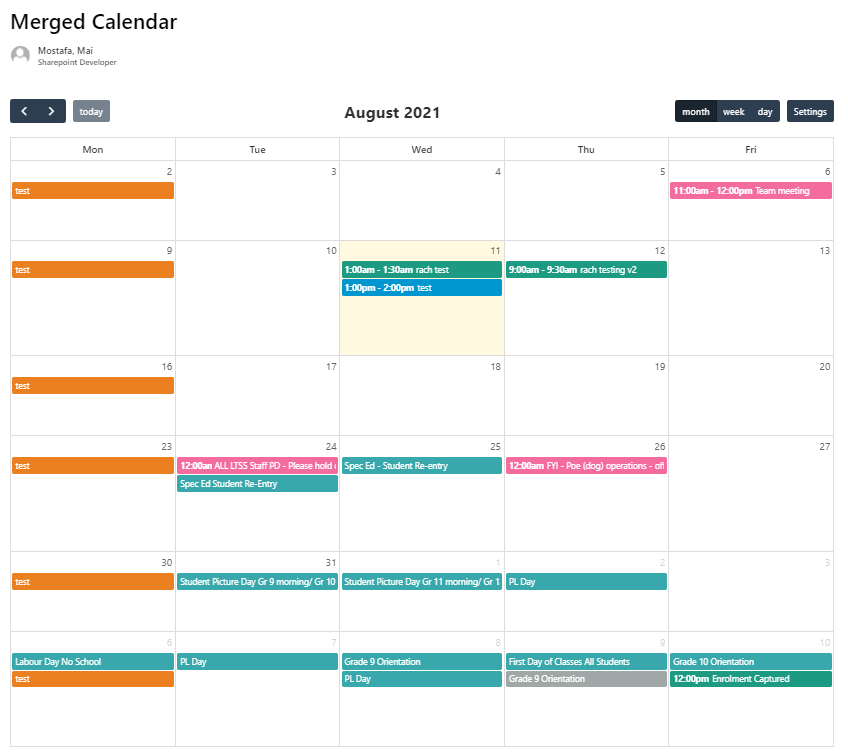 Merged Calendar
Mostafa, Mai
Sharepoint Developer
today
August 2021
month week day Settings
Mon Tue Wed Thu Fri
2 3 4 5 6
test 11:00am - 12:00pm Team meeting
9 10 11 12 13
test 1:00am - 1:30am rach test 9:00am - 9:30am rach testing v2
1:00pm - 2:00pm test
16 17 18 19 20
test
23 24 25 26 27
test 12:00am ALL LTSS Staff PD - Please hold Spec Ed - Student Re-entry 12:00am FYI - Poe (dog) operations - off
Spec Ed Student Re-Entry
30 31 1 2 3
test Student Picture Day Gr 9 morning/ Gr 10 Student Picture Day Gr 11 morning/ Gr 1 PL Day
6 7 8 9 10
Labour Day No School PL Day Grade 9 Orientation First Day of Classes All Students Grade 10 Orientation
test PL Day Grade 9 Orientation 12:00pm Enrolment Captured